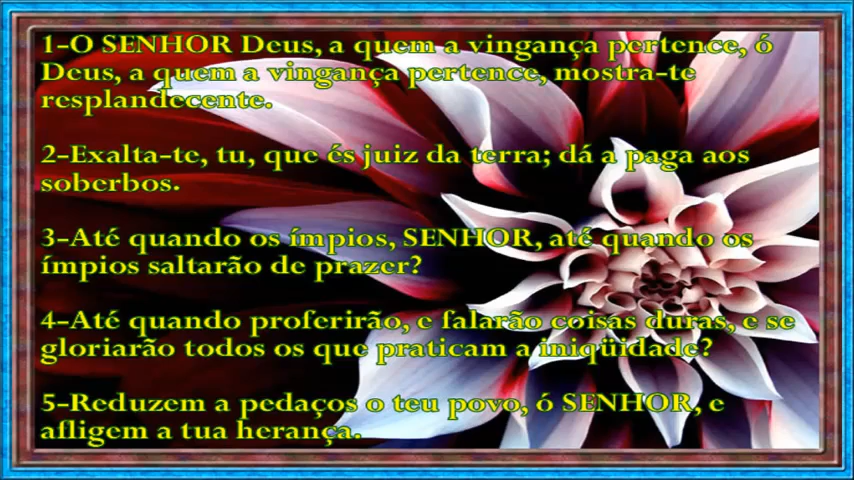 1-O SENHOR Deus, a quem a vingança pertence, ó
Deus, a quem a vingança pertence, mostra-te
resplandecente.
2-Exalta-te, tu, que és juiz da terra; dá a paga aos
soberbos.
3-Até quando os ímpios, SENHOR, até quando os
ímpios saltarão de prazer?
4-Até quando proferirão, e falarão coisas duras, e se
gloriarão todos os que praticam a iniqüidade?
5-Reduzem a pedaços o teu povo, ó SENHOR, e
afligem a tua herança.